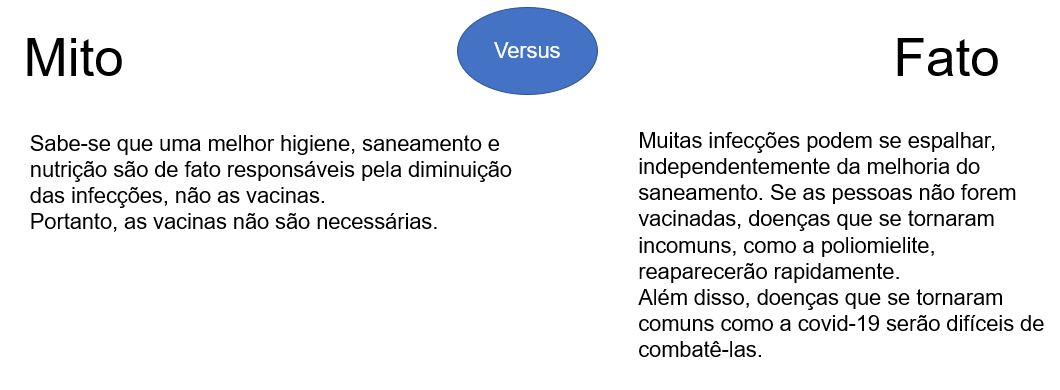 Mito
Versus
Fato
Sabe-se que uma melhor higiene, saneamento e
nutrição são de fato responsáveis pela diminuição
das infecções, não as vacinas.
Portanto, as vacinas não são necessárias.
Muitas infecções podem se espalhar,
independentemente da melhoria do
saneamento. Se as pessoas não forem
vacinadas, doenças que se tornaram
incomuns, como a poliomielite,
reaparecerão rapidamente.
Além disso, doenças que se tornaram
comuns como a covid-19 serão difíceis de
combatê-las.